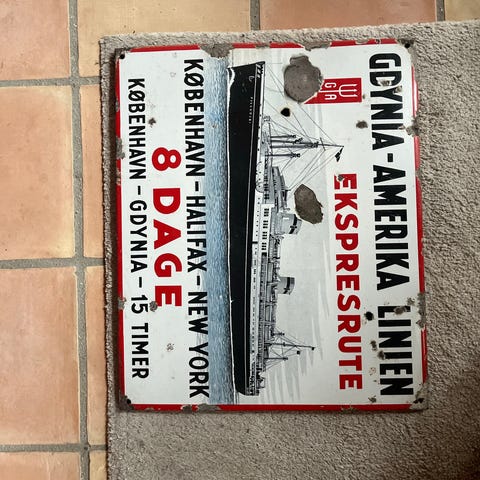 GDYNIA-AMERIKA LINIEN
EKSPRESRUTE
GAL
KØBENHAVN-HALIFAX-NEW YORK
8 DAGE
KØBENHAVN-GDYNIA-15 TIMER